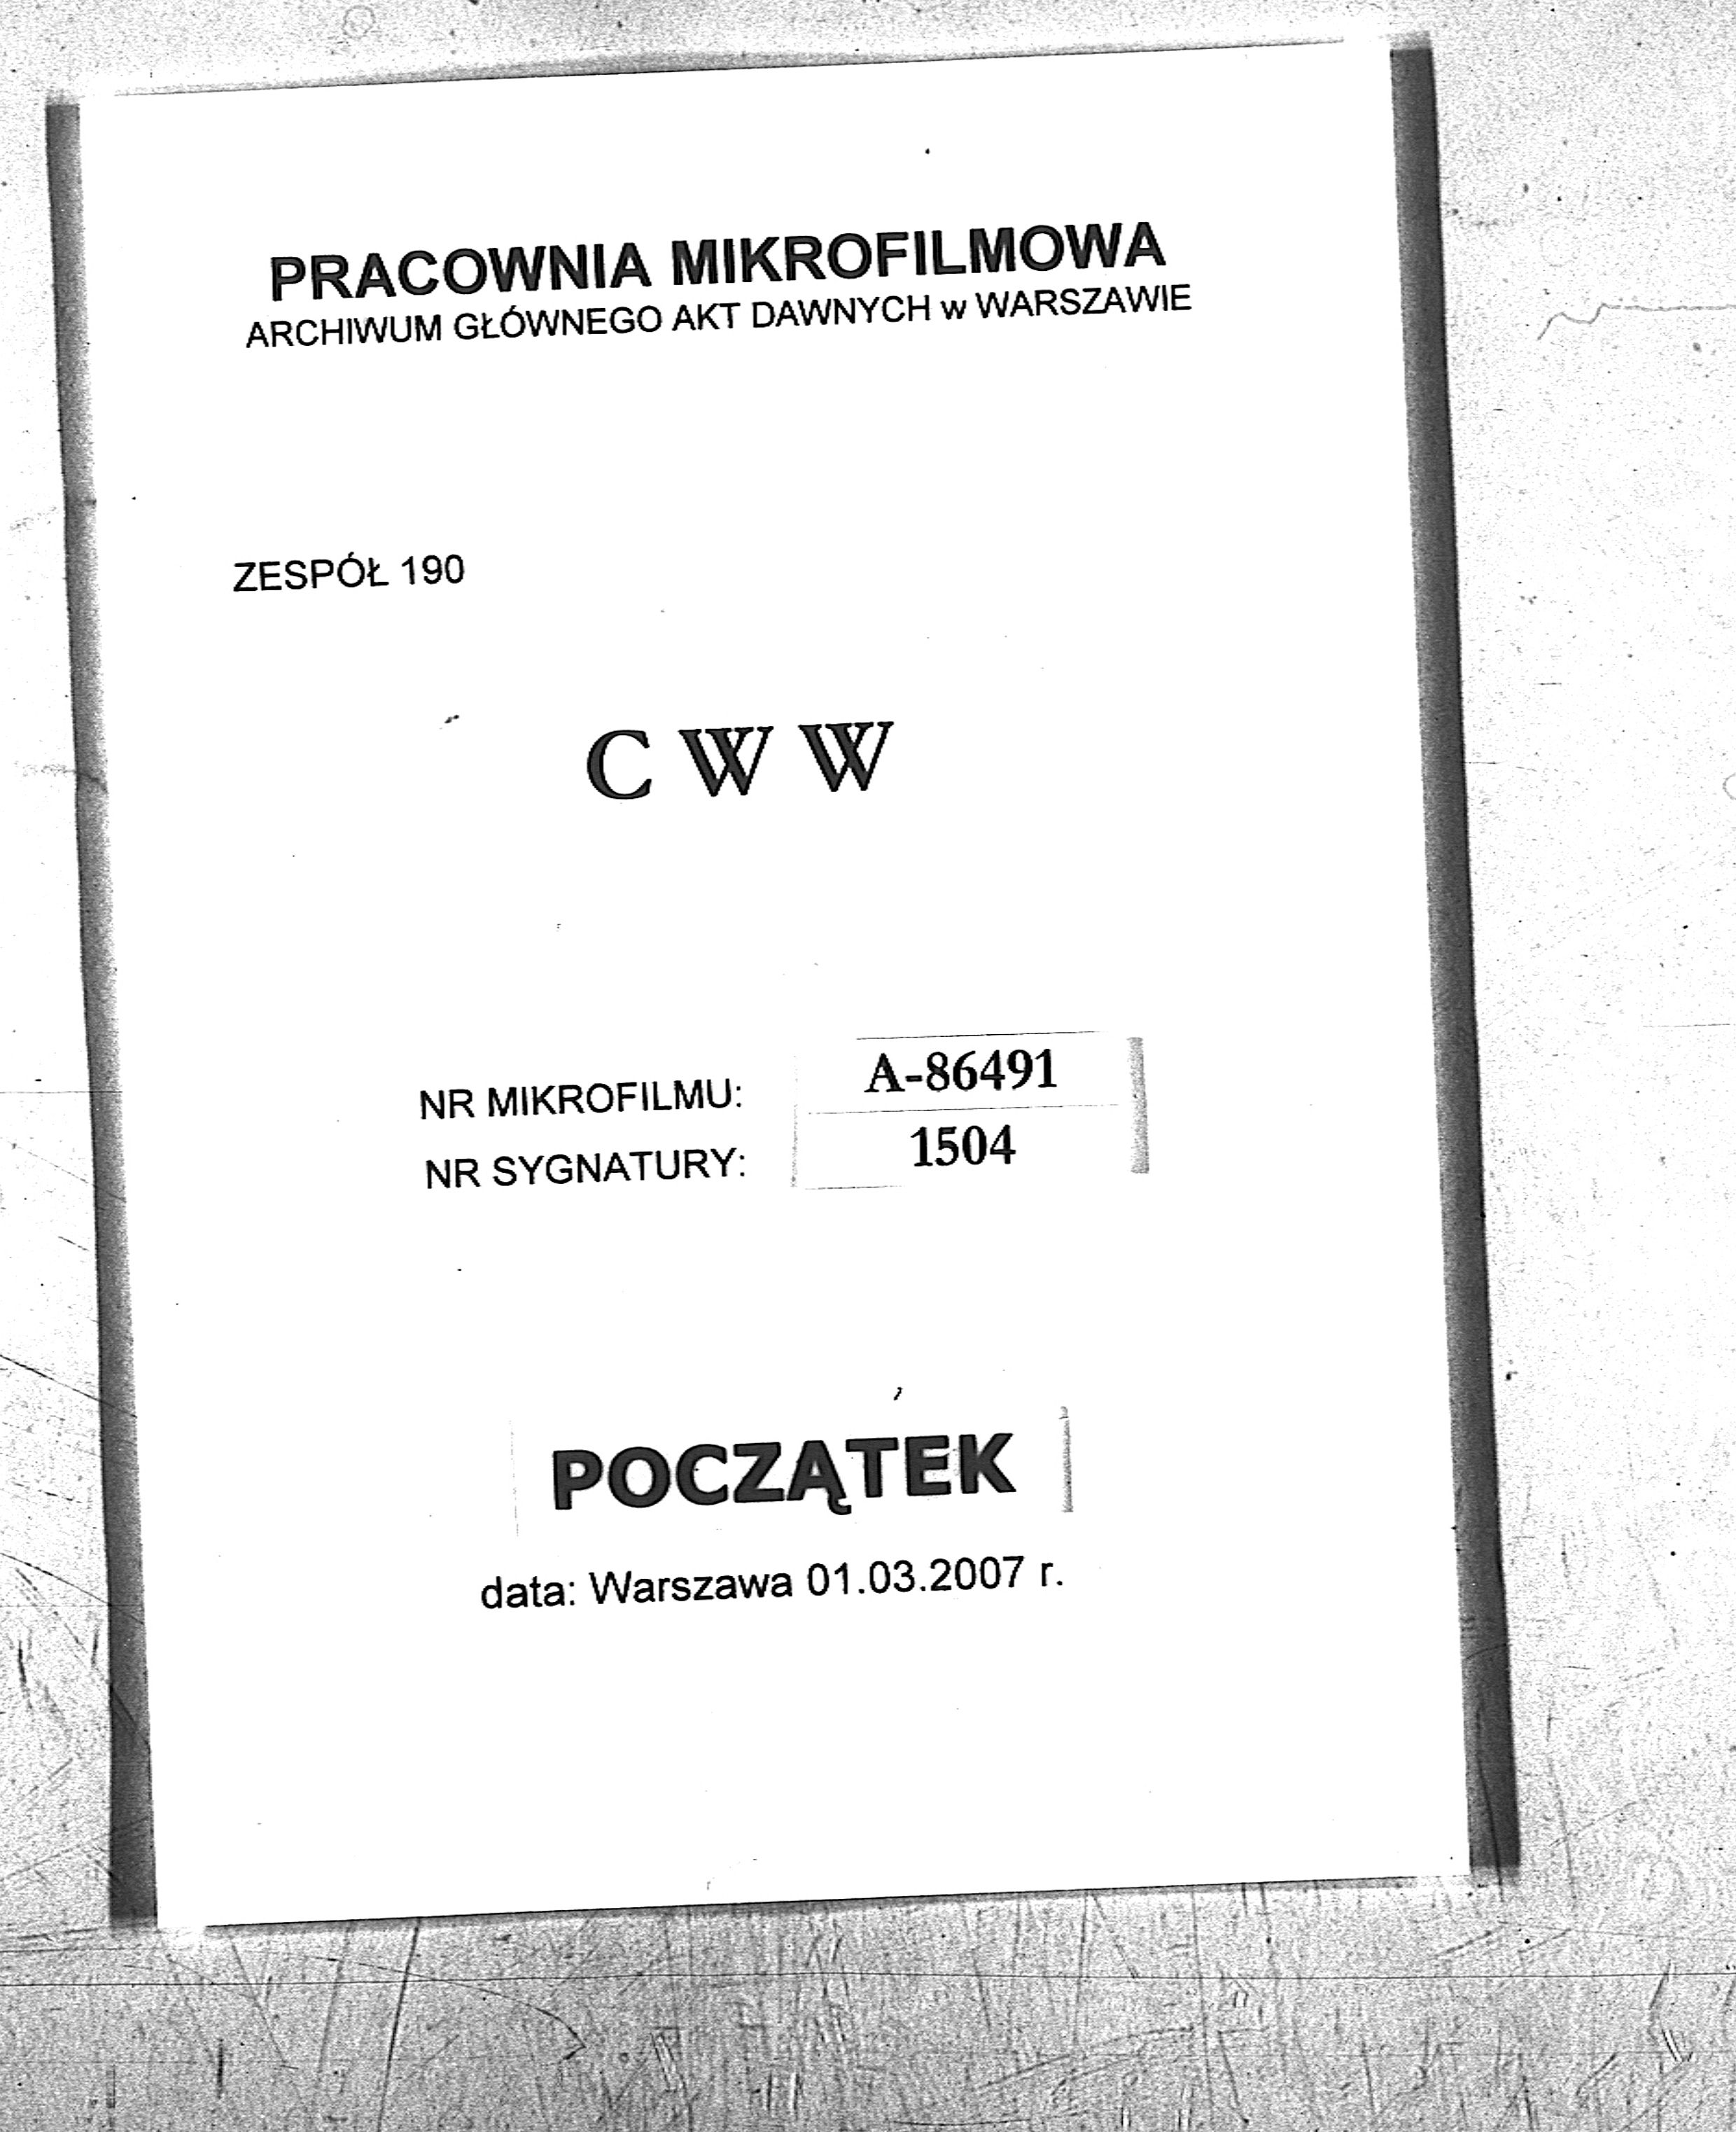 PRACOWNIA MIKROFILMOWA
ARCHIWUM GŁÓWNEGO AKT DAWNYCH w WARSZAWIE
ZESPÓŁ 190
C W W
NR MIKROFILMU: A-86491
NR SYGNATURY: 1504
POCZĄTEK
data: Warszawa 01.03.2007 r.